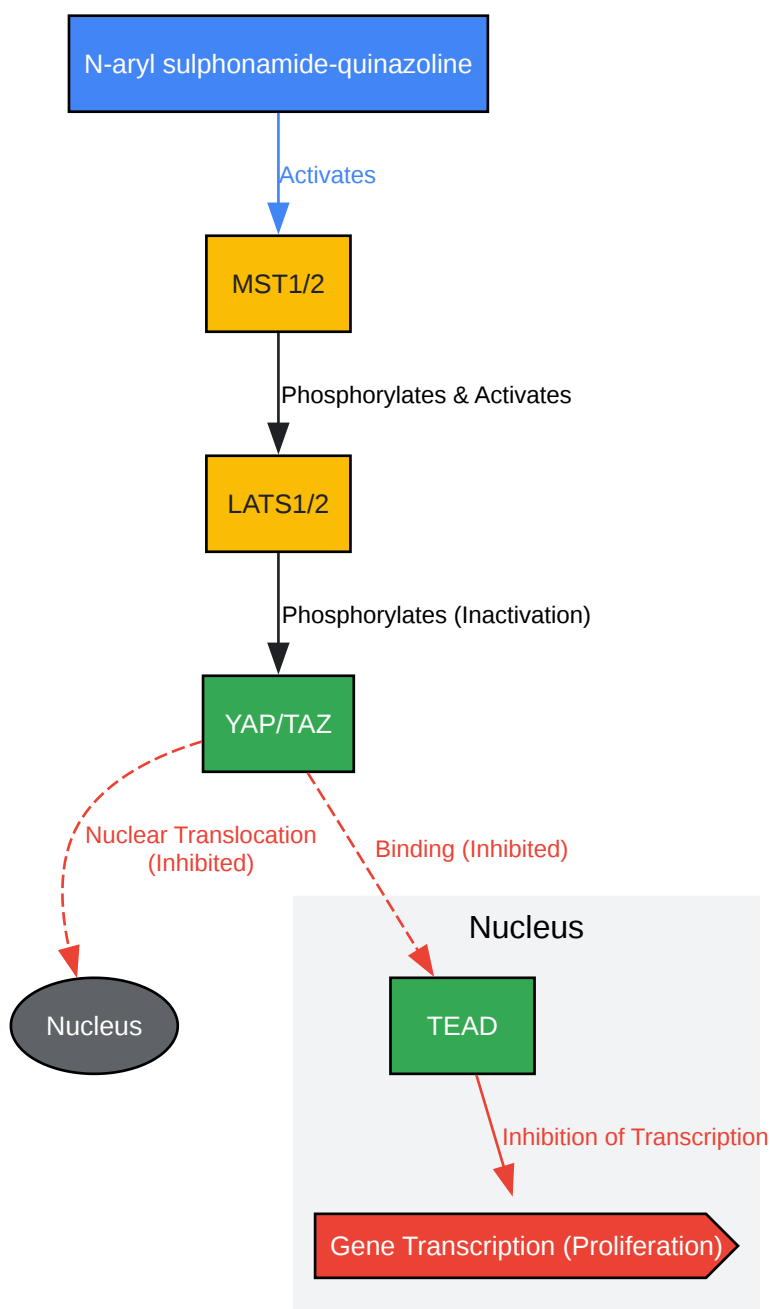 N-aryl sulphonamide-quinazoline
Activates
MST1/2
Phosphorylates & Activates
LATS1/2
Phosphorylates (Inactivation)
YAP/TAZ
Nuclear Translocation
(Inhibited)
Binding (Inhibited)
Nucleus
Nucleus
TEAD
Inhibition of Transcription
Gene Transcription (Proliferation)